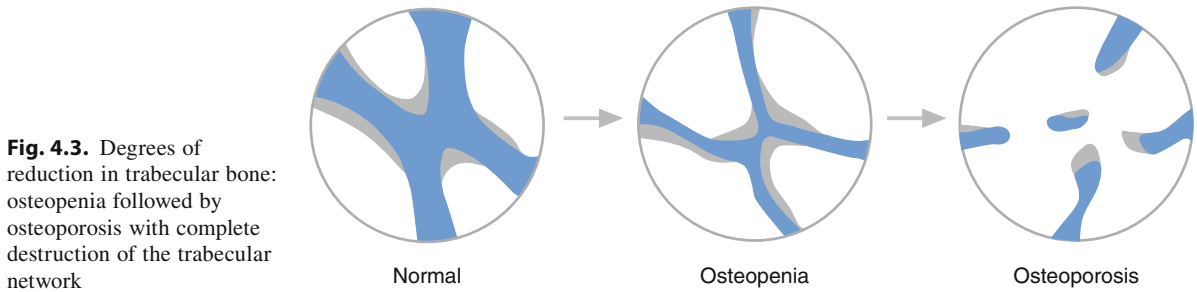 Fig. 4.3. Degrees of
reduction in trabecular bone:
osteopenia followed by
osteoporosis with complete
destruction of the trabecular
network
Normal
Osteopenia
Osteoporosis